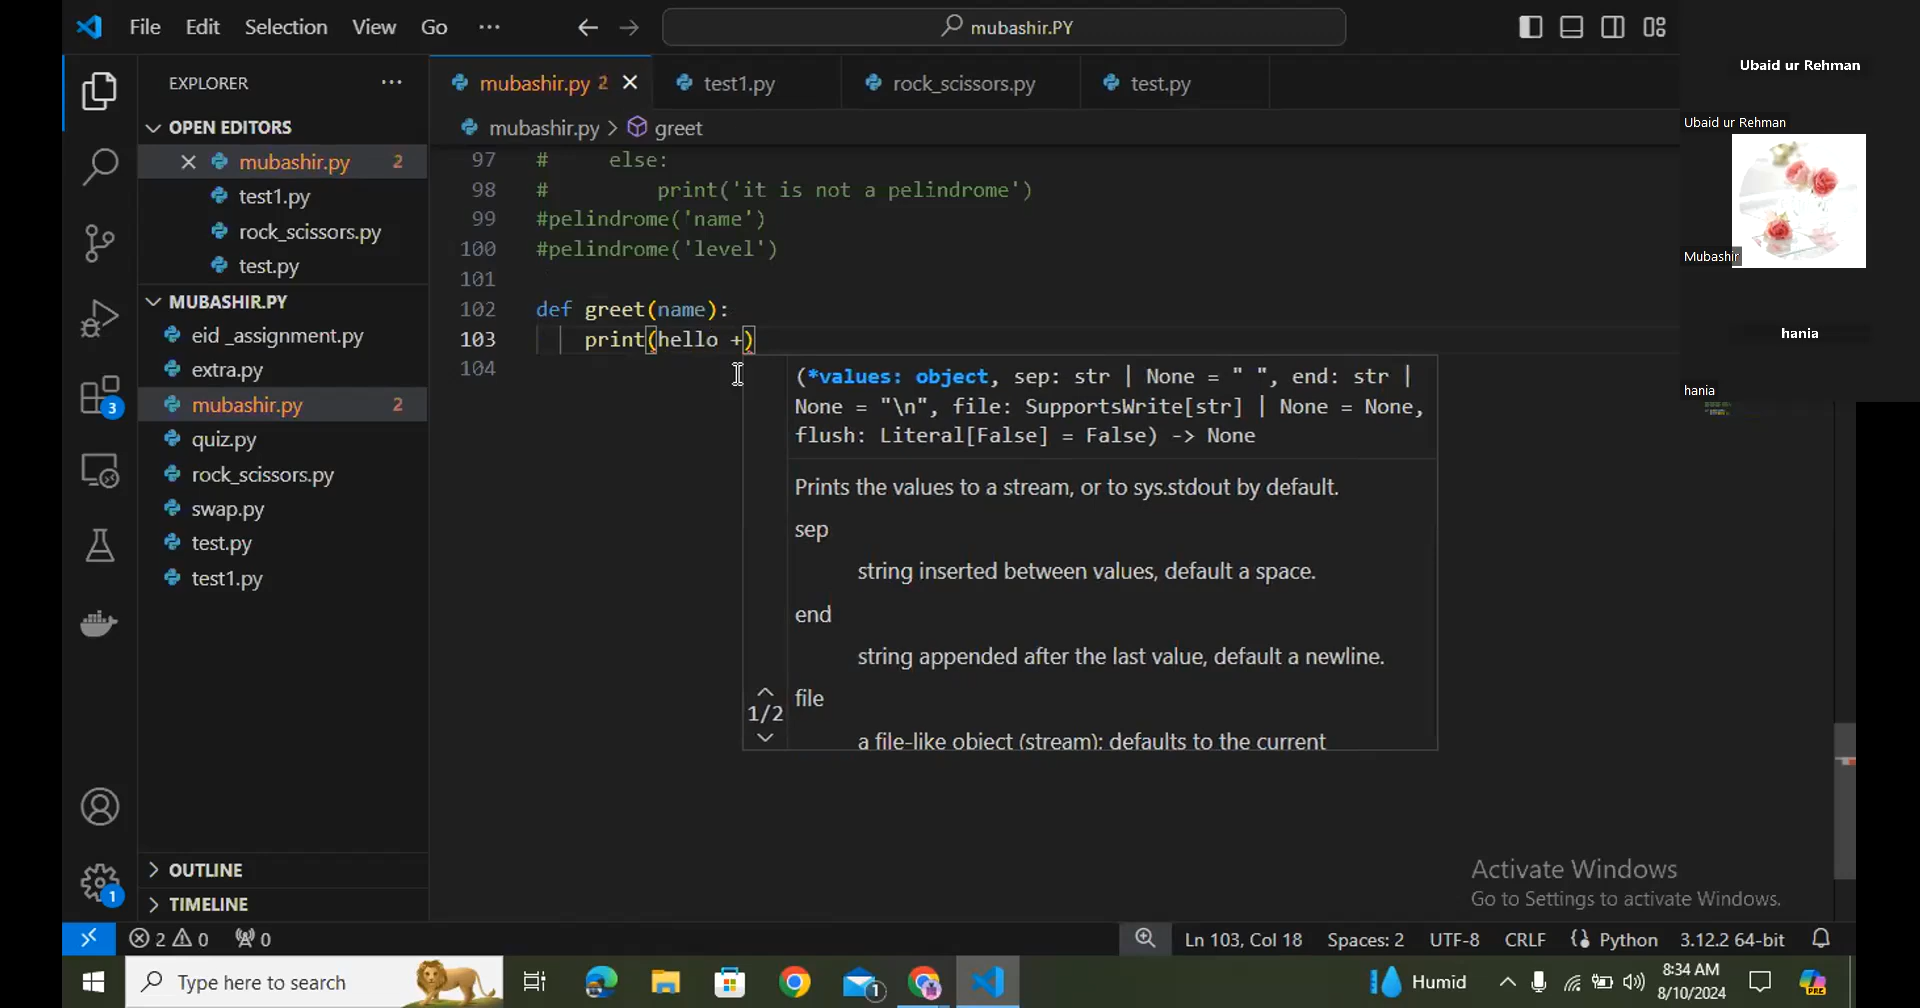 File Edit Selection View Go ···
mubashir.PY
Ubaid ur Rehman
EXPLORER ···
mubashir.py 2
test1.py
rock_scissors.py
test.py
Ubaid ur Rehman
OPEN EDITORS
mubashir.py > greet
mubashir.py 2
test1.py
rock_scissors.py
test.py
MUBASHIR.PY
eid _assignment.py
extra.py
mubashir.py 2
quiz.py
rock_scissors.py
swap.py
test.py
test1.py
97 # else:
98 # print('it is not a pelindrome')
99 #pelindrome('name')
100 #pelindrome('level')
101
102 def greet(name):
103 print(hello +)
104
(*values: object, sep: str | None = " ", end: str |
None = "\n", file: SupportsWrite[str] | None = None,
flush: Literal[False] = False) -> None
Prints the values to a stream, or to sys.stdout by default.
sep
string inserted between values, default a space.
end
string appended after the last value, default a newline.
file
a file-like object (stream); defaults to the current
1/2
Mubashir
hania
hania
3
1
OUTLINE
TIMELINE
Activate Windows
Go to Settings to activate Windows.
2 0 0
Ln 103, Col 18 Spaces: 2 UTF-8 CRLF Python 3.12.2 64-bit
Type here to search
1
Humid
8:34 AM
8/10/2024
PRE